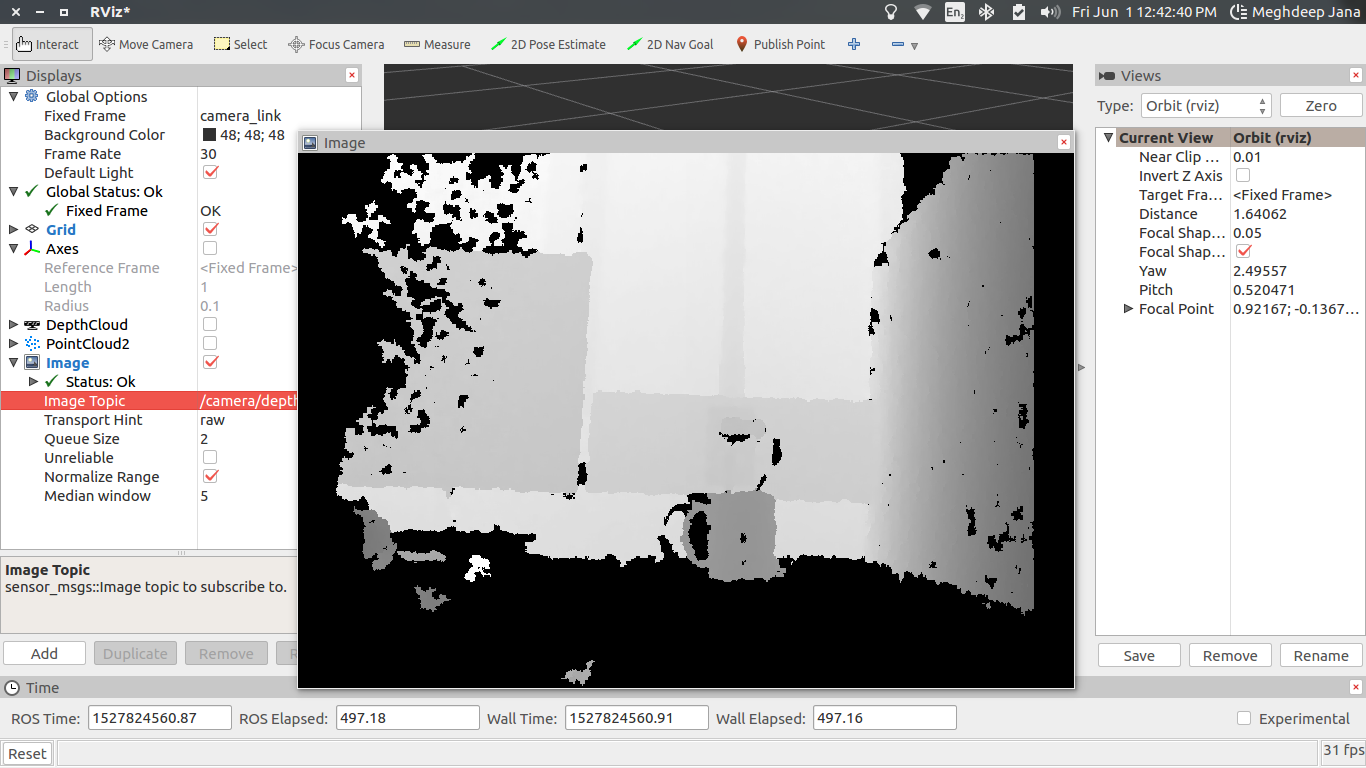 RViz*
En2
Fri Jun 1 12:42:40 PM
Meghdeep Jana
Interact
Move Camera
Select
Focus Camera
Measure
2D Pose Estimate
2D Nav Goal
Publish Point
Displays
Global Options
Fixed Frame camera_link
Background Color 48; 48; 48
Frame Rate 30
Default Light
Global Status: Ok
Fixed Frame OK
Grid
Axes
Reference Frame <Fixed Frame>
Length 1
Radius 0.1
DepthCloud
PointCloud2
Image
Status: Ok
Image Topic /camera/depth
Transport Hint raw
Queue Size 2
Unreliable
Normalize Range
Median window 5
Image Topic
sensor_msgs::Image topic to subscribe to.
Add Duplicate Remove R
Image
Views
Type: Orbit (rviz) Zero
Current View Orbit (rviz)
Near Clip ... 0.01
Invert Z Axis
Target Fra... <Fixed Frame>
Distance 1.64062
Focal Shap... 0.05
Focal Shap...
Yaw 2.49557
Pitch 0.520471
Focal Point 0.92167; -0.1367...
Save Remove Rename
Time
ROS Time: 1527824560.87 ROS Elapsed: 497.18 Wall Time: 1527824560.91 Wall Elapsed: 497.16 Experimental
Reset 31 fps